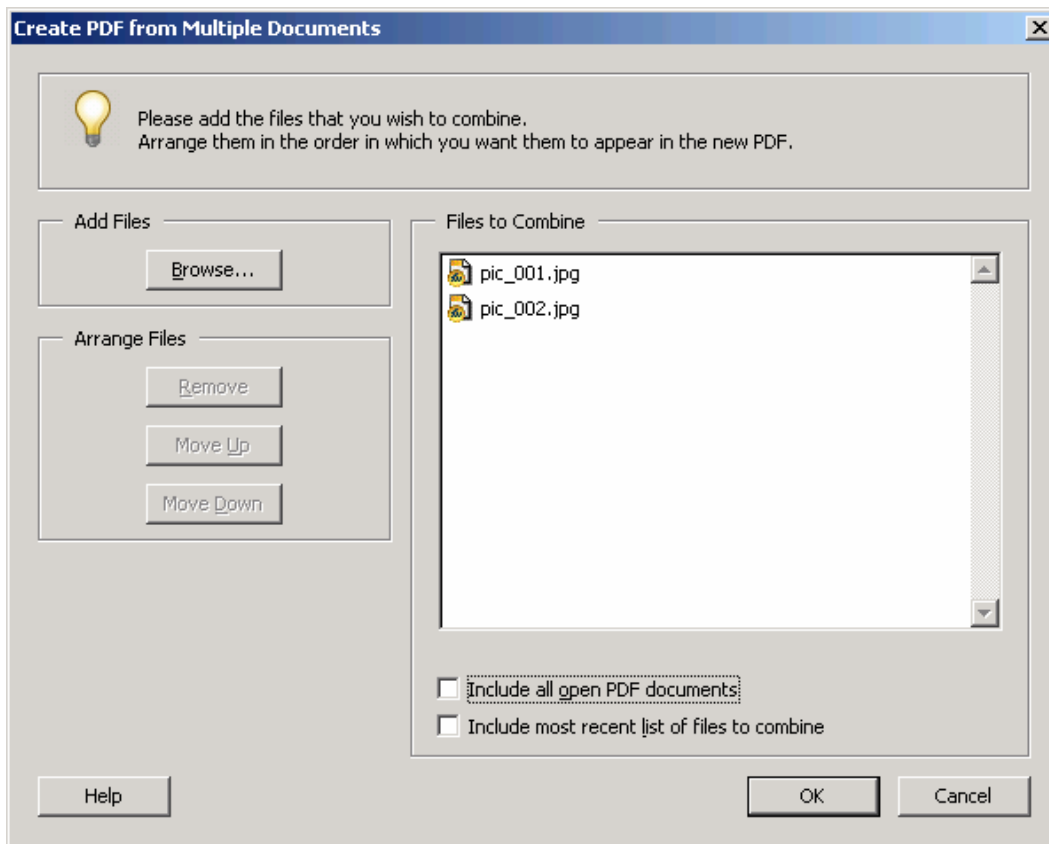 Create PDF from Multiple Documents
Please add the files that you wish to combine.
Arrange them in the order in which you want them to appear in the new PDF.
Add Files
Browse...
Arrange Files
Remove
Move Up
Move Down
Files to Combine
pic_001.jpg
pic_002.jpg
Include all open PDF documents
Include most recent list of files to combine
Help
OK
Cancel